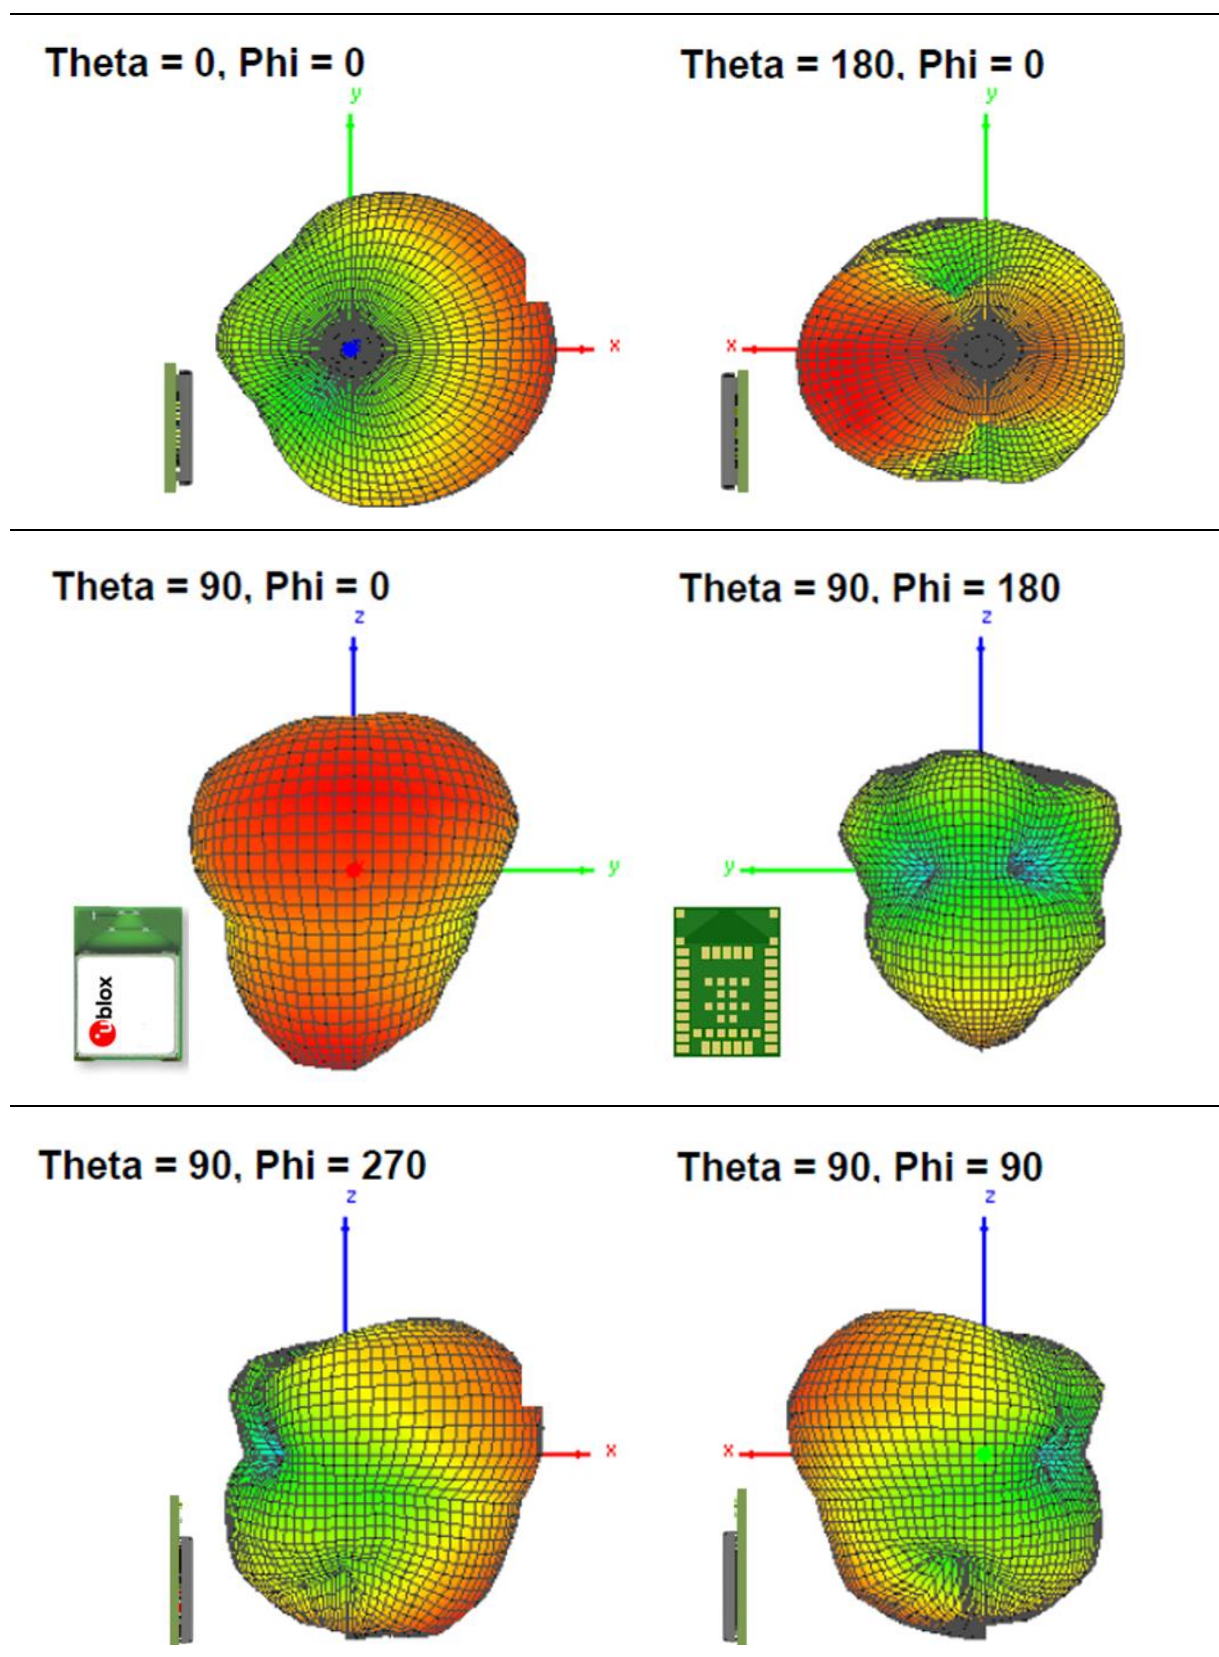 Theta = 0, Phi = 0
Theta = 180, Phi = 0
y
y
x
x
Theta = 90, Phi = 0
Theta = 90, Phi = 180
z
z
y
y
ublox
Theta = 90, Phi = 270
Theta = 90, Phi = 90
z
z
x
x